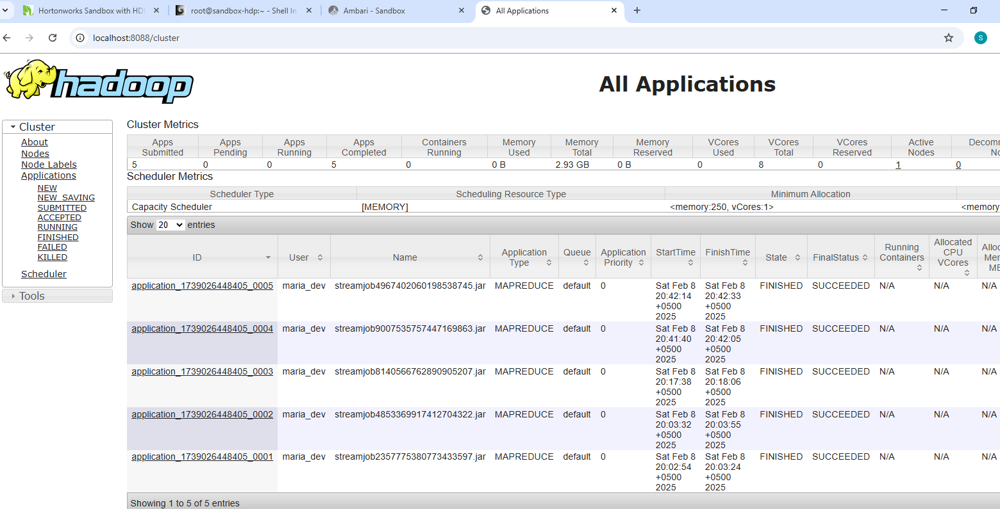 Hortonworks Sandbox with HD
root@sandbox-hdp:~ - Shell In
Ambari - Sandbox
All Applications
localhost:8088/cluster
S
hadoop
All Applications
Cluster
About
Nodes
Node Labels
Applications
NEW
NEW_SAVING
SUBMITTED
ACCEPTED
RUNNING
FINISHED
FAILED
KILLED
Scheduler
Tools
Cluster Metrics
Apps Submitted Apps Pending Apps Running Apps Completed Containers Running Memory Used Memory Total Memory Reserved VCores Used VCores Total VCores Reserved Active Nodes
5 0 0 5 0 0 B 2.93 GB 0 B 0 8 0 1 0
Scheduler Metrics
Scheduler Type Scheduling Resource Type Minimum Allocation
Capacity Scheduler [MEMORY] <memory:250, vCores:1> <memory
Show 20 entries
ID User Name Application Type Queue Application Priority StartTime FinishTime State FinalStatus Running Containers Allocated CPU VCores
application_1739026448405_0005 maria_dev streamjob4967402060198538745.jar MAPREDUCE default 0 Sat Feb 8 20:42:14 +0500 2025 Sat Feb 8 20:42:33 +0500 2025 FINISHED SUCCEEDED N/A N/A N/A
application_1739026448405_0004 maria_dev streamjob9007535757447169863.jar MAPREDUCE default 0 Sat Feb 8 20:41:40 +0500 2025 Sat Feb 8 20:42:05 +0500 2025 FINISHED SUCCEEDED N/A N/A N/A
application_1739026448405_0003 maria_dev streamjob8140566762890905207.jar MAPREDUCE default 0 Sat Feb 8 20:17:38 +0500 2025 Sat Feb 8 20:18:06 +0500 2025 FINISHED SUCCEEDED N/A N/A N/A
application_1739026448405_0002 maria_dev streamjob4853369917412704322.jar MAPREDUCE default 0 Sat Feb 8 20:03:32 +0500 2025 Sat Feb 8 20:03:55 +0500 2025 FINISHED SUCCEEDED N/A N/A N/A
application_1739026448405_0001 maria_dev streamjob2357775380773433597.jar MAPREDUCE default 0 Sat Feb 8 20:02:54 +0500 2025 Sat Feb 8 20:03:24 +0500 2025 FINISHED SUCCEEDED N/A N/A N/A
Showing 1 to 5 of 5 entries